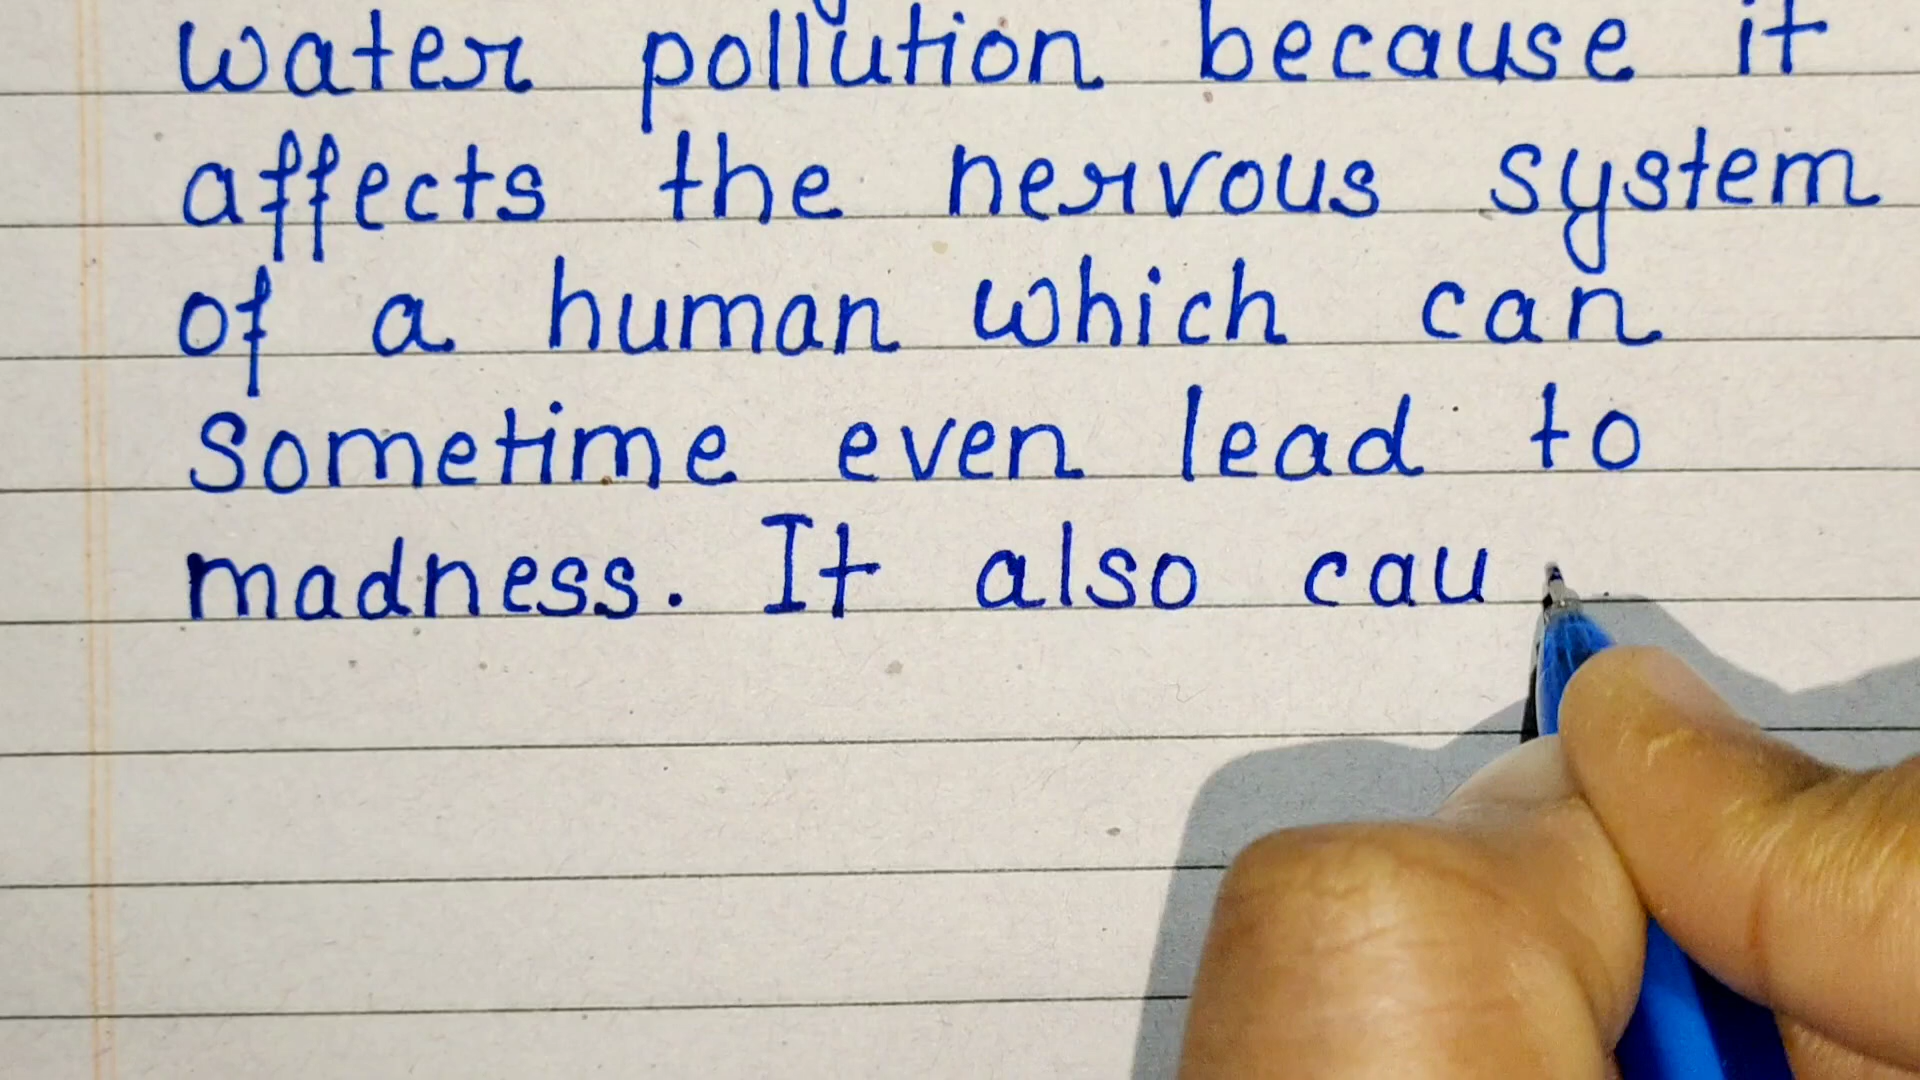 water pollution because it
affects the nervous system
of a human which can
Sometime even lead to
madness. It also cau